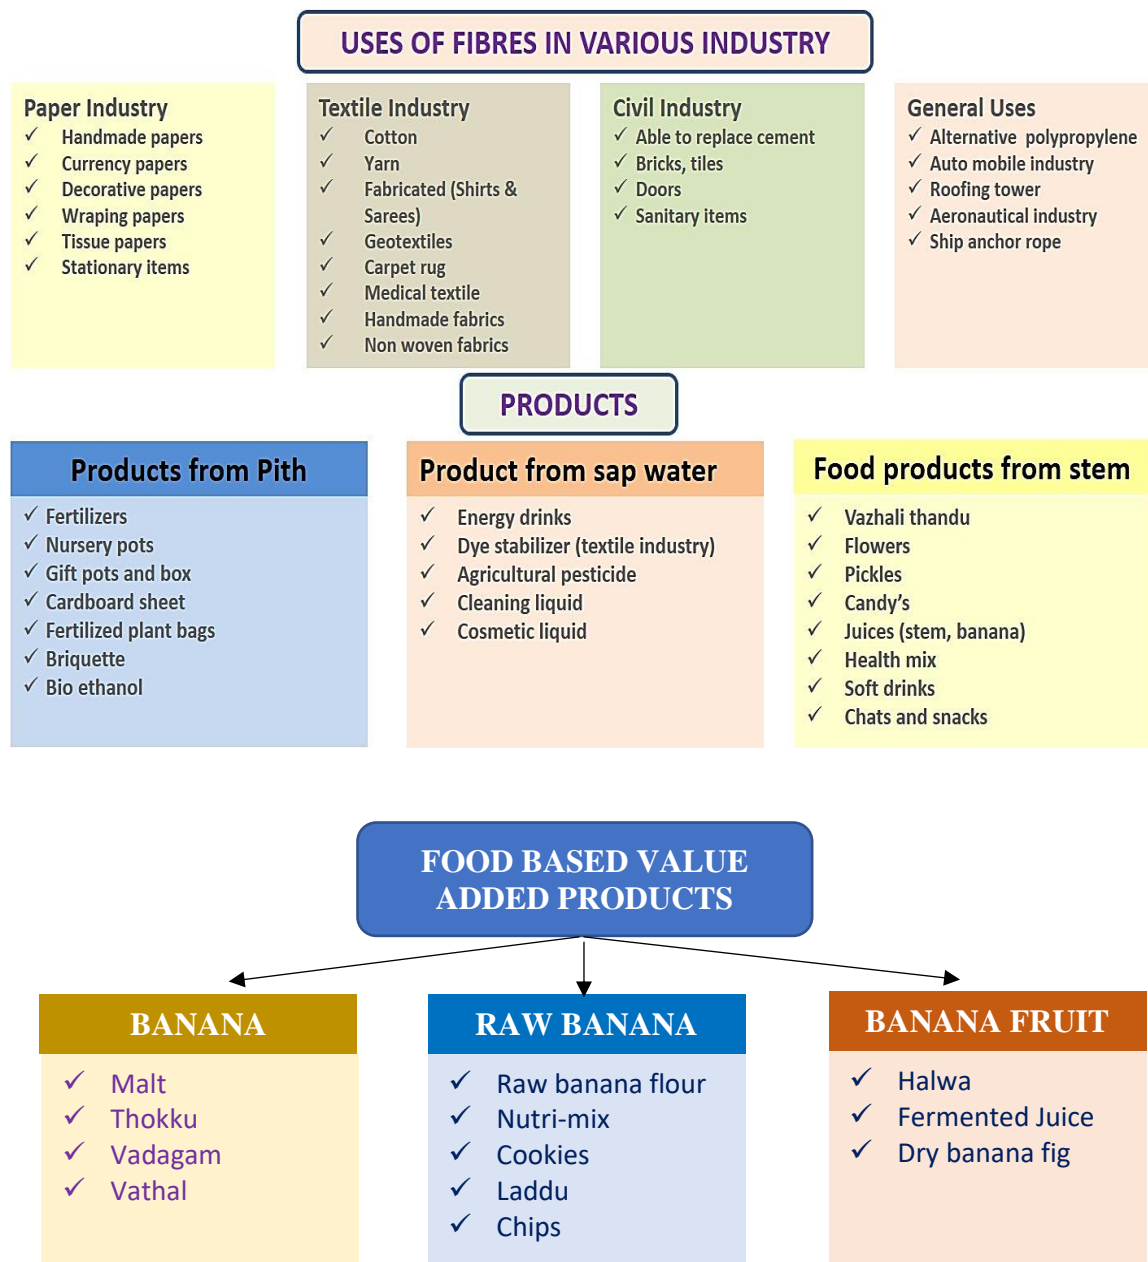 USES OF FIBRES IN VARIOUS INDUSTRY
Paper Industry
✓ Handmade papers
✓ Currency papers
✓ Decorative papers
✓ Wraping papers
✓ Tissue papers
✓ Stationary items
Textile Industry
✓ Cotton
✓ Yarn
✓ Fabricated (Shirts &
Sarees)
✓ Geotextiles
✓ Carpet rug
✓ Medical textile
✓ Handmade fabrics
✓ Non woven fabrics
Civil Industry
✓ Able to replace cement
✓ Bricks, tiles
✓ Doors
✓ Sanitary items
General Uses
✓ Alternative polypropylene
✓ Auto mobile industry
✓ Roofing tower
✓ Aeronautical industry
✓ Ship anchor rope
PRODUCTS
Products from Pith
✓ Fertilizers
✓ Nursery pots
✓ Gift pots and box
✓ Cardboard sheet
✓ Fertilized plant bags
✓ Briquette
✓ Bio ethanol
Product from sap water
✓ Energy drinks
✓ Dye stabilizer (textile industry)
✓ Agricultural pesticide
✓ Cleaning liquid
✓ Cosmetic liquid
Food products from stem
✓ Vazhali thandu
✓ Flowers
✓ Pickles
✓ Candy’s
✓ Juices (stem, banana)
✓ Health mix
✓ Soft drinks
✓ Chats and snacks
FOOD BASED VALUE
ADDED PRODUCTS
BANANA
✓ Malt
✓ Thokku
✓ Vadagam
✓ Vathal
RAW BANANA
✓ Raw banana flour
✓ Nutri-mix
✓ Cookies
✓ Laddu
✓ Chips
BANANA FRUIT
✓ Halwa
✓ Fermented Juice
✓ Dry banana fig